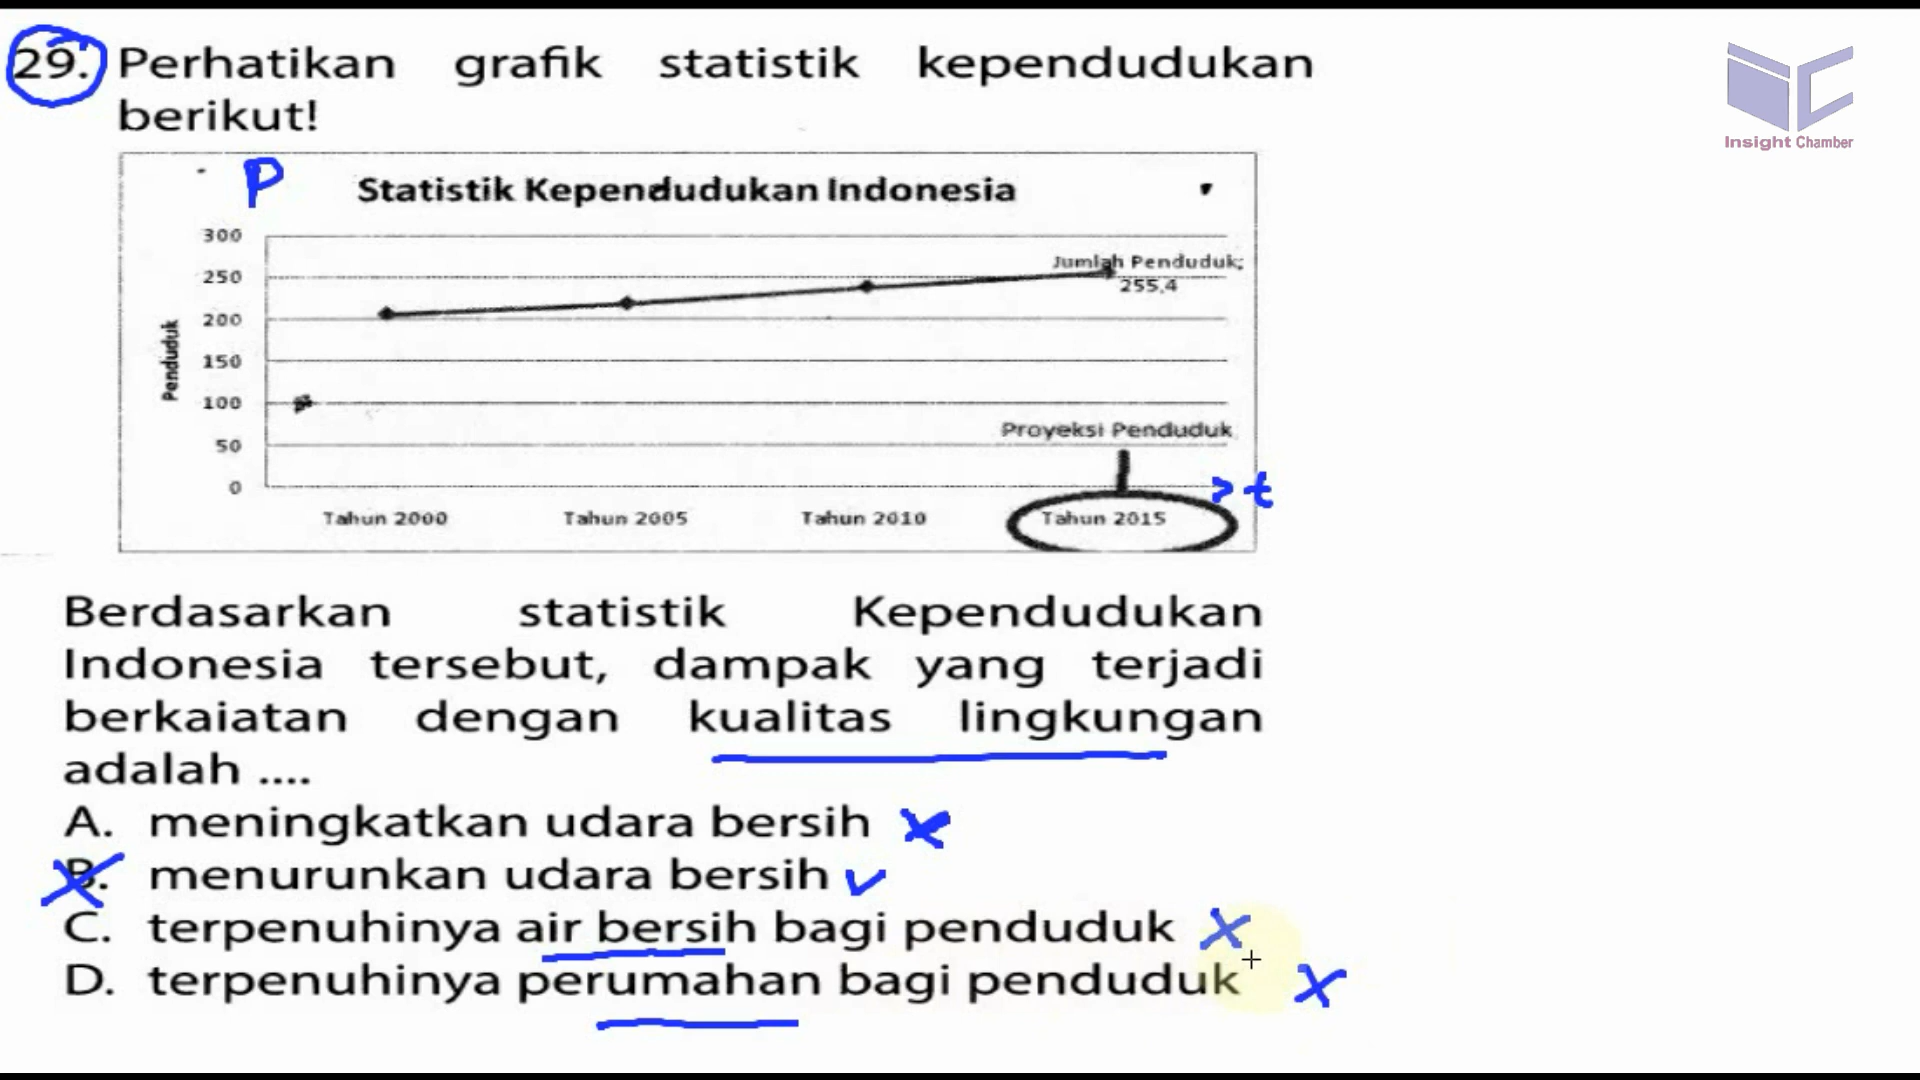 29. Perhatikan grafik statistik kependudukan
berikut!
Insight Chamber
P
Statistik Kependudukan Indonesia
300
250
200
150
100
50
0
Penduduk
Jumlah Penduduk;
255,4
Proyeksi Penduduk
t
Tahun 2000 Tahun 2005 Tahun 2010 Tahun 2015
Berdasarkan statistik Kependudukan
Indonesia tersebut, dampak yang terjadi
berkaiatan dengan kualitas lingkungan
adalah ....
A. meningkatkan udara bersih
B. menurunkan udara bersih
C. terpenuhinya air bersih bagi penduduk
D. terpenuhinya perumahan bagi penduduk